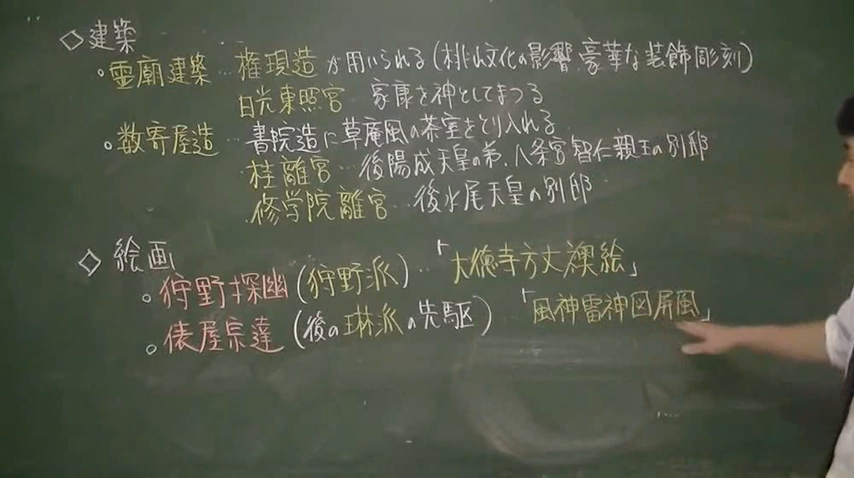 ◇建築
・霊廟建築…権現造が用いられる(桃山文化の影響、豪華な装飾彫刻)
日光東照宮 家康を神としてまつる
・数寄屋造…書院造に草庵風の茶室をとり入れる
桂離宮…後陽成天皇の弟、八条宮智仁親王の別邸
修学院離宮…後水尾天皇の別邸
◇絵画
・狩野探幽(狩野派)…「大徳寺方丈襖絵」
・俵屋宗達(後の琳派の先駆)「風神雷神図屏風」